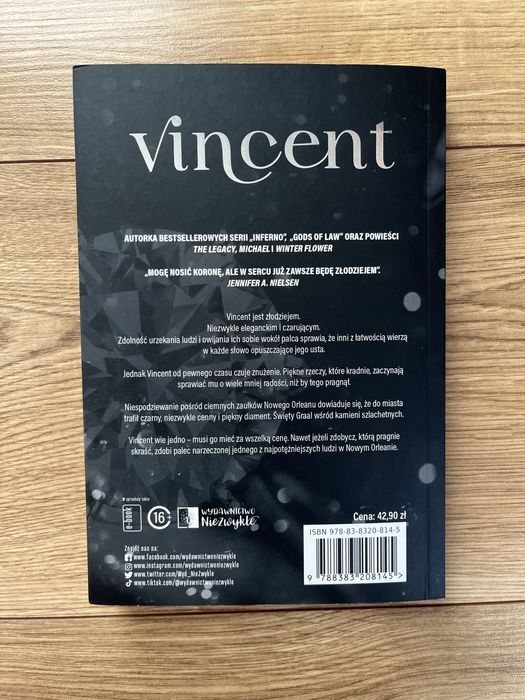 vincent
AUTORKA BESTSELLEROWYCH SERII „INFERNO”, „GODS OF LAW” ORAZ POWIEŚCI
THE LEGACY, MICHAEL I WINTER FLOWER
„MOGĘ NOSIĆ KORONĘ, ALE W SERCU JUŻ ZAWSZE BĘDĘ ZŁODZIEJEM”.
JENNIFER A. NIELSEN
Vincent jest złodziejem.
Niezwykle eleganckim i czarującym.
Zdolność urzekania ludzi i owijania ich sobie wokół palca sprawia, że inni z łatwością wierzą
w każde słowo opuszczające jego usta.
Jednak Vincent od pewnego czasu czuje znużenie. Piękne rzeczy, które kradnie, zaczynają
sprawiać mu o wiele mniej radości, niż by tego pragnął.
Niespodziewanie pośród ciemnych zaułków Nowego Orleanu dowiaduje się, że do miasta
trafił czarny, niezwykle cenny i piękny diament. Święty Graal wśród kamieni szlachetnych.
Vincent wie jedno – musi go mieć za wszelką cenę. Nawet jeżeli zdobycz, którą pragnie
skraść, zdobi palec narzeczonej jednego z najpotężniejszych ludzi w Nowym Orleanie.
W sprzedaży także
e-book
16+
WYDAWNICTWO
NieZwykłe
Cena: 42,90 zł
ISBN 978-83-8320-814-5
9 788383 208145 >
Znajdź nas na:
www.facebook.com/wydawnictwoniezwykle
www.instagram.com/wydawnictwoniezwykle
www.twitter.com/Wyd_NieZwykle
www.tiktok.com/@wydawnictwoniezwykle